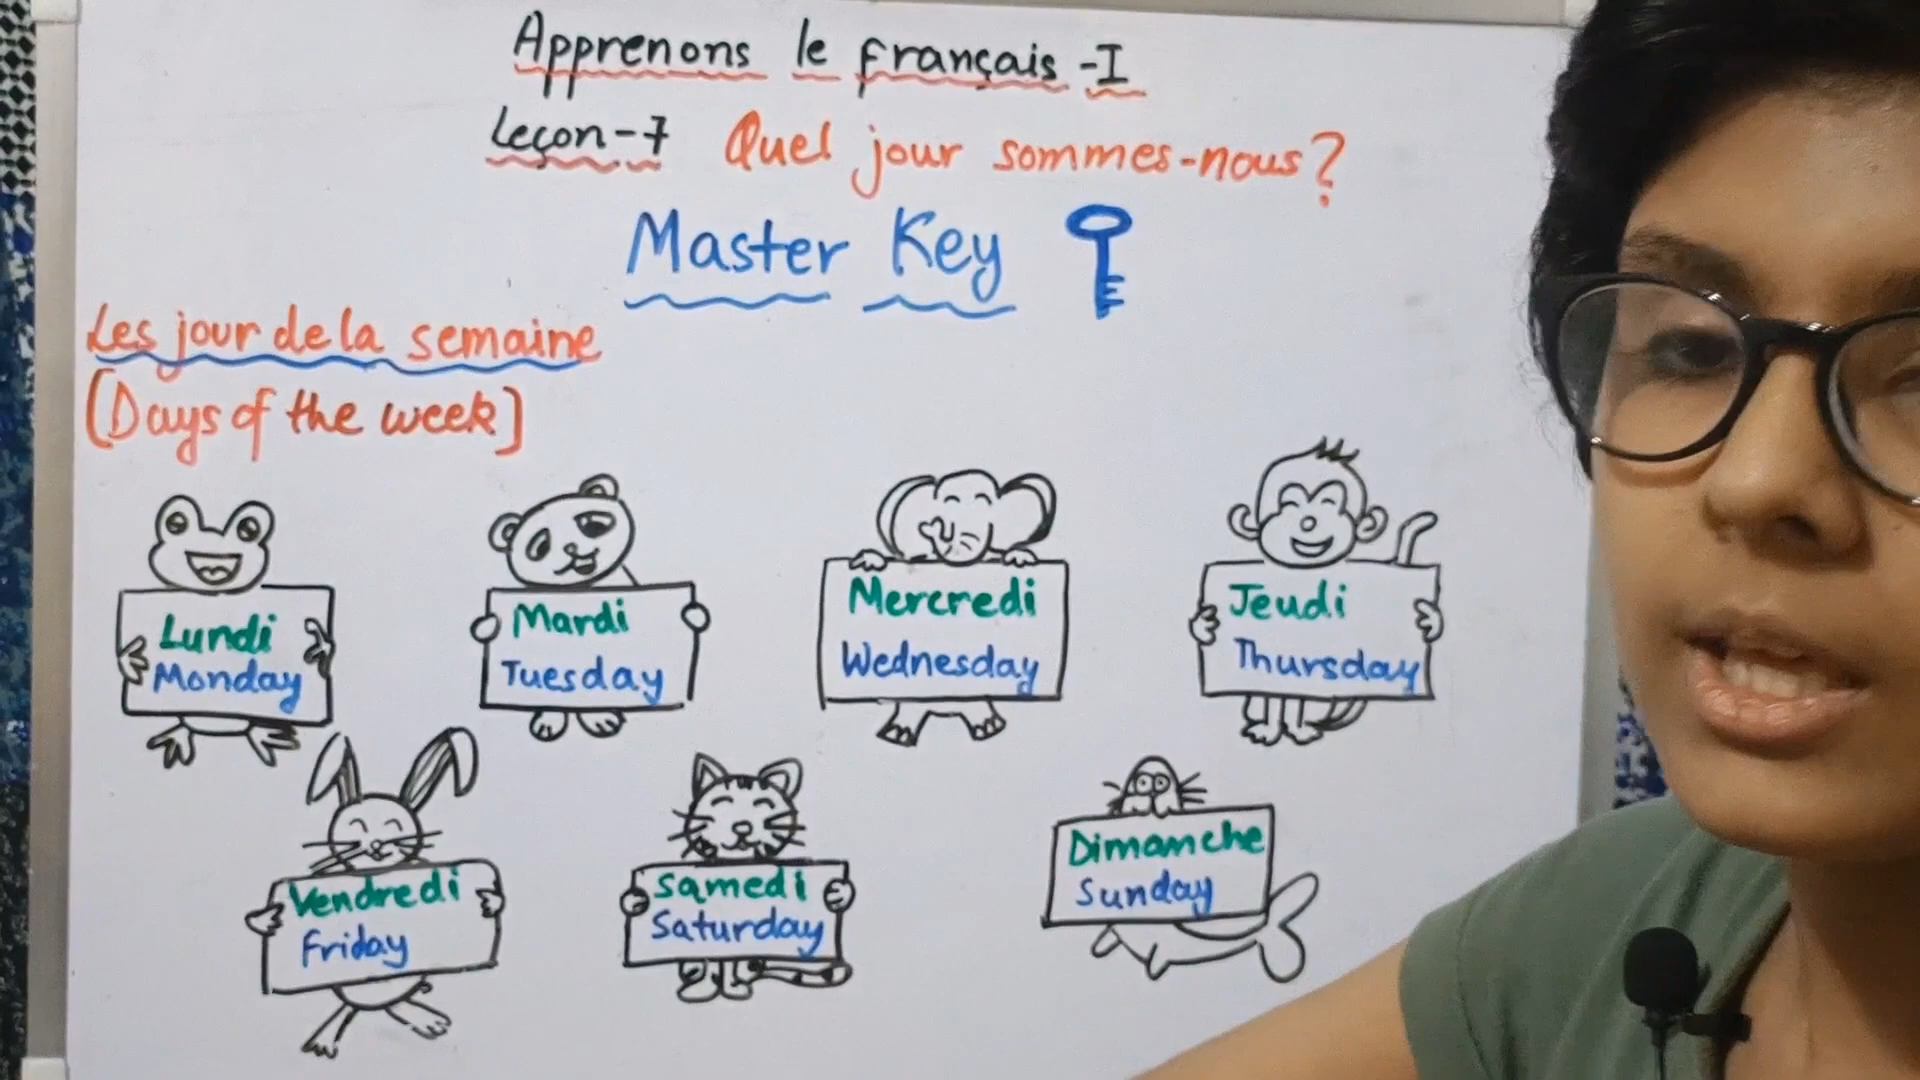 Apprenons le français -I
Leçon-7 Quel jour sommes-nous?
Master Key
Les jour de la semaine
[Days of the week]
Lundi
Monday
Mardi
Tuesday
Mercredi
Wednesday
Jeudi
Thursday
Vendredi
Friday
Samedi
Saturday
Dimanche
Sunday